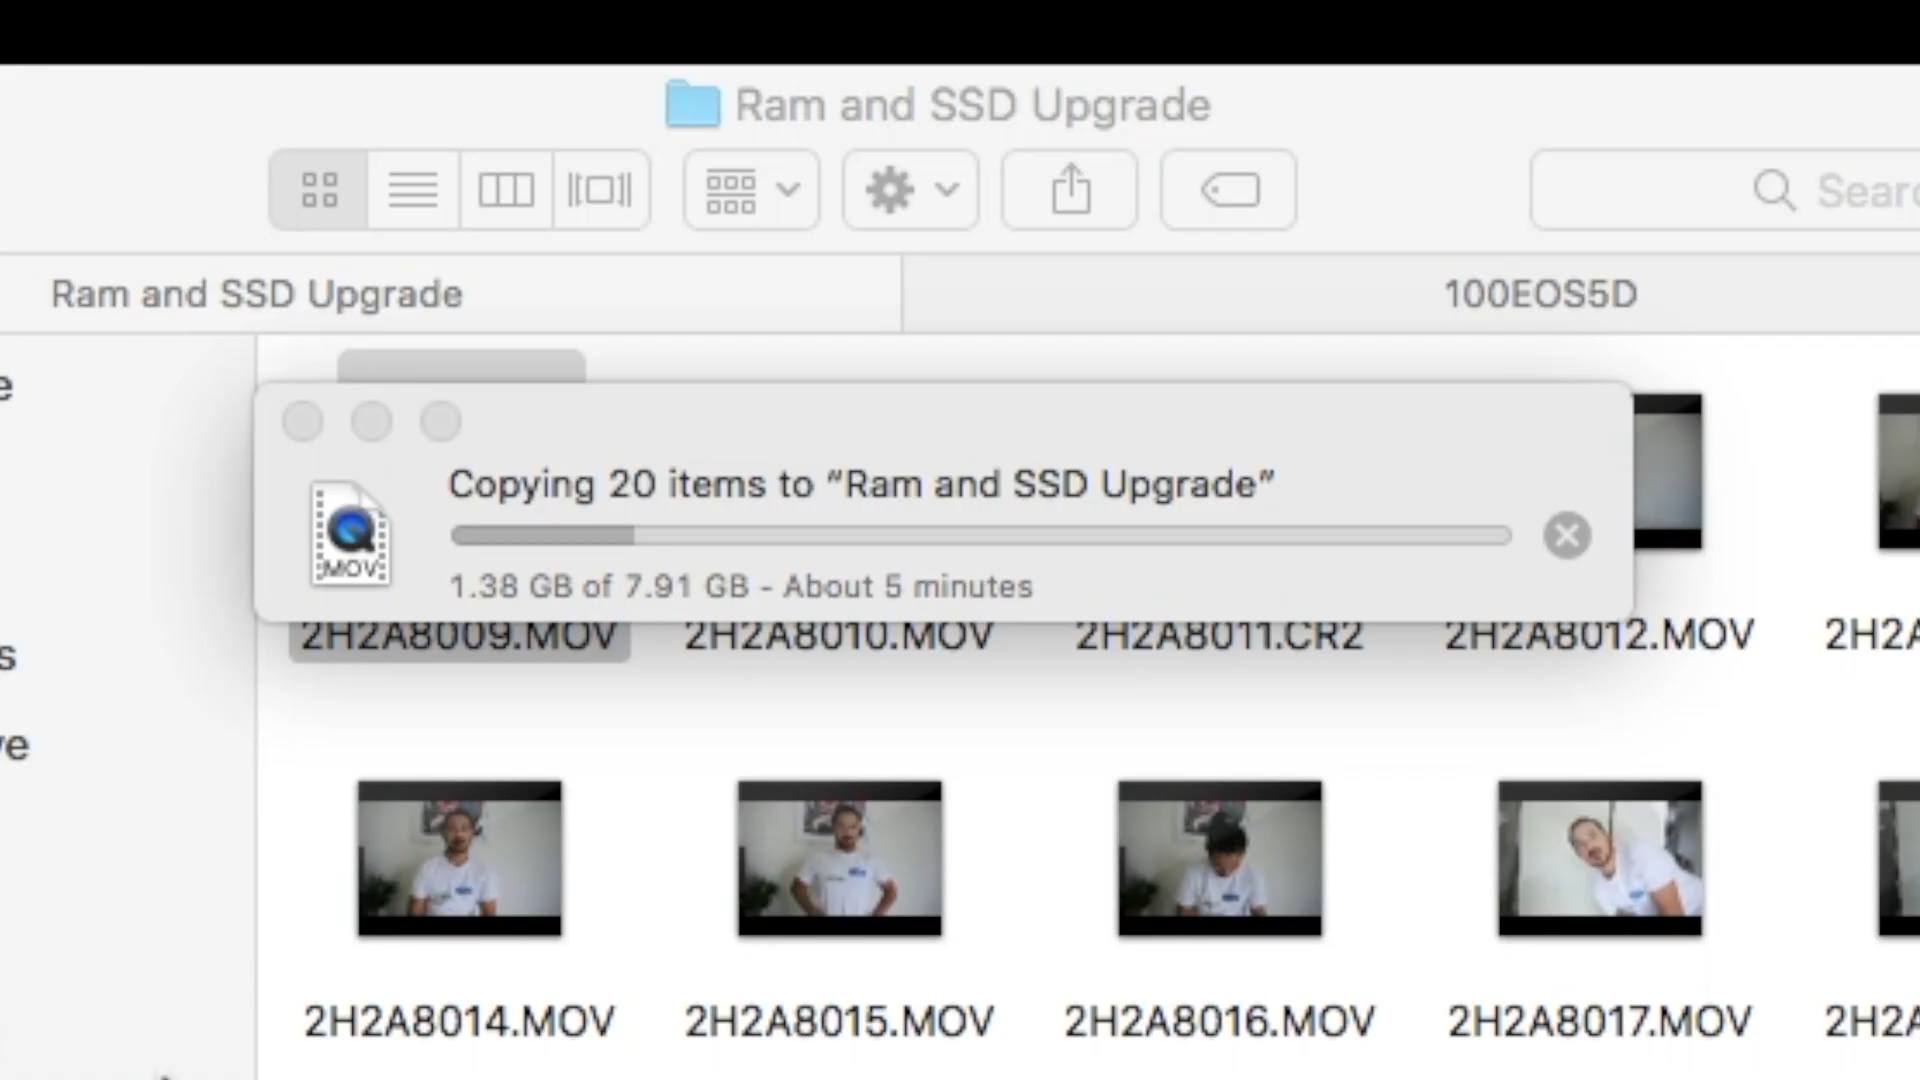 Ram and SSD Upgrade
Ram and SSD Upgrade
100EOS5D
Copying 20 items to “Ram and SSD Upgrade”
MOV
1.38 GB of 7.91 GB - About 5 minutes
2H2A8009.MOV
2H2A8010.MOV
2H2A8011.CR2
2H2A8012.MOV
2H2A8014.MOV
2H2A8015.MOV
2H2A8016.MOV
2H2A8017.MOV